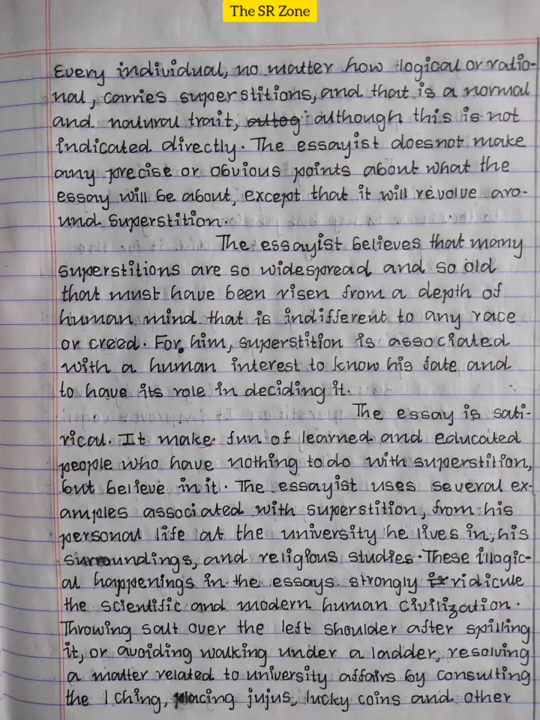 The SR Zone
Every individual, no matter how logical or ratio-
nal, carries superstitions, and that is a normal
and natural trait, although this is not
indicated directly. The essayist doesnot make
any precise or obvious points about what the
essay will be about, except that it will revolve aro-
und superstition.
The essayist believes that many
superstitions are so widespread and so old
that must have been risen from a depth of
human mind that is indifferent to any race
or creed. For him, superstition is associated
with a human interest to know his fate and
to have its role in deciding it.
The essay is sati-
rical. It make fun of learned and educated
people who have nothing to do with superstition,
but believe in it. The essayist uses several ex-
amples associated with superstition, from his
personal life at the university he lives in, his
surroundings, and religious studies. These illogic-
al happenings in the essays strongly ridicule
the scientific and modern human civilization.
Throwing salt over the left shoulder after spilling
it, or avoiding walking under a ladder, resolving
a matter related to university affairs by consulting
the I Ching, placing jujus, lucky coins and other